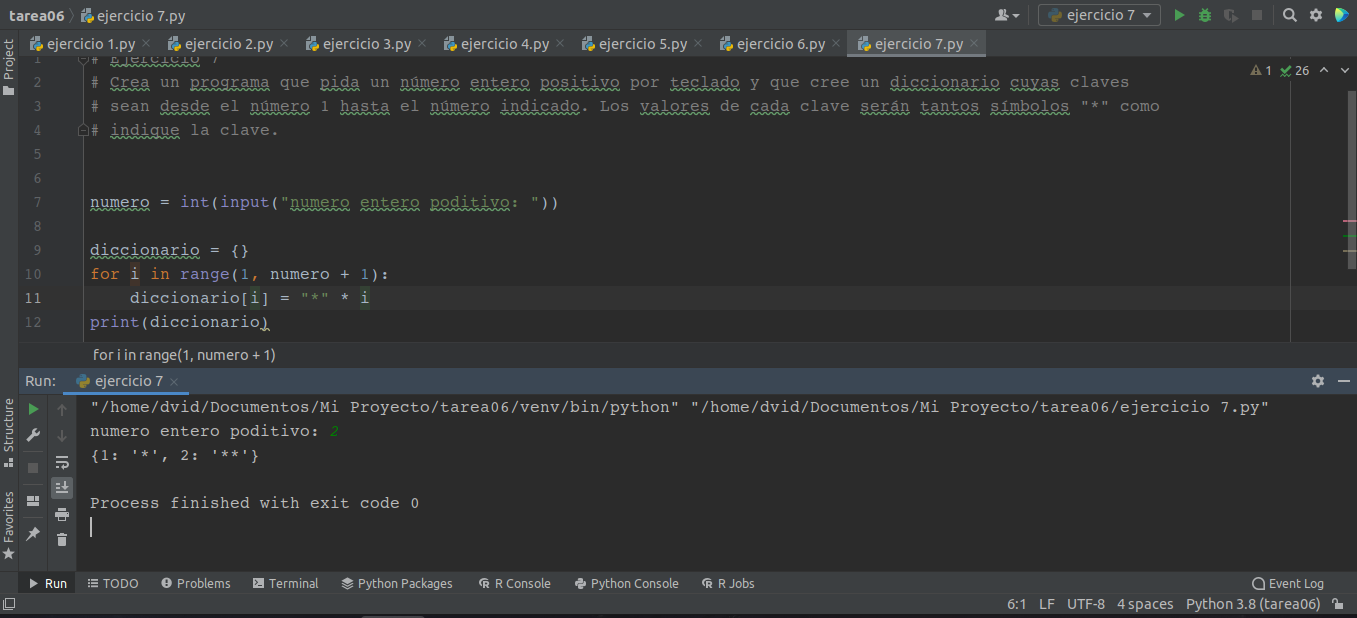 tarea06 ejercicio 7.py ejercicio 7
ejercicio 1.py ejercicio 2.py ejercicio 3.py ejercicio 4.py ejercicio 5.py ejercicio 6.py ejercicio 7.py
Project
1 # Ejercicio 7
1 26
2 # Crea un programa que pida un número entero positivo por teclado y que cree un diccionario cuyas claves
3 # sean desde el número 1 hasta el número indicado. Los valores de cada clave serán tantos símbolos "*" como
4 # indique la clave.
5
6
7 numero = int(input("numero entero poditivo: "))
8
9 diccionario = {}
10 for i in range(1, numero + 1):
11 diccionario[i] = "*" * i
12 print(diccionario)
for i in range(1, numero + 1)
Run: ejercicio 7
Structure
Favorites
"/home/dvid/Documentos/Mi Proyecto/tarea06/venv/bin/python" "/home/dvid/Documentos/Mi Proyecto/tarea06/ejercicio 7.py"
numero entero poditivo: 2
{1: '*', 2: '**'}
Process finished with exit code 0
Run TODO Problems Terminal Python Packages R Console Python Console R Jobs Event Log
6:1 LF UTF-8 4 spaces Python 3.8 (tarea06)